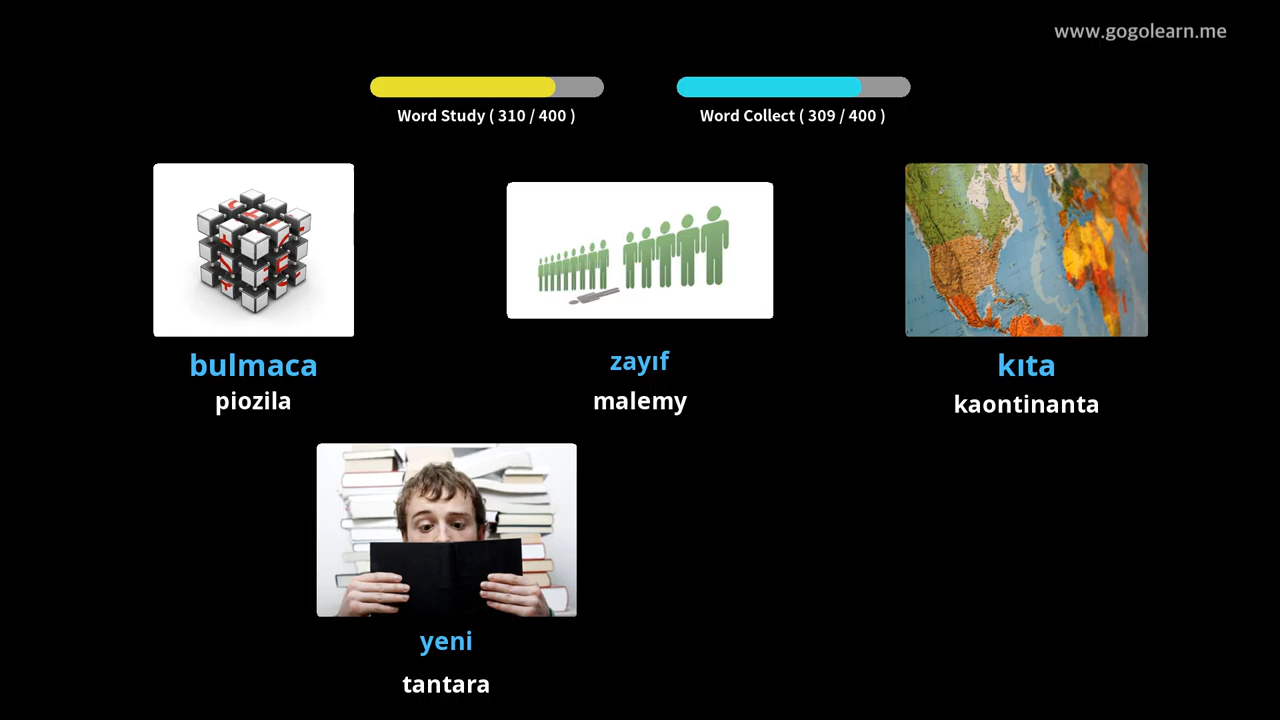 www.gogolearn.me
Word Study ( 310 / 400 )
Word Collect ( 309 / 400 )
bulmaca
piozila
zayıf
malemy
kıta
kaontinanta
yeni
tantara